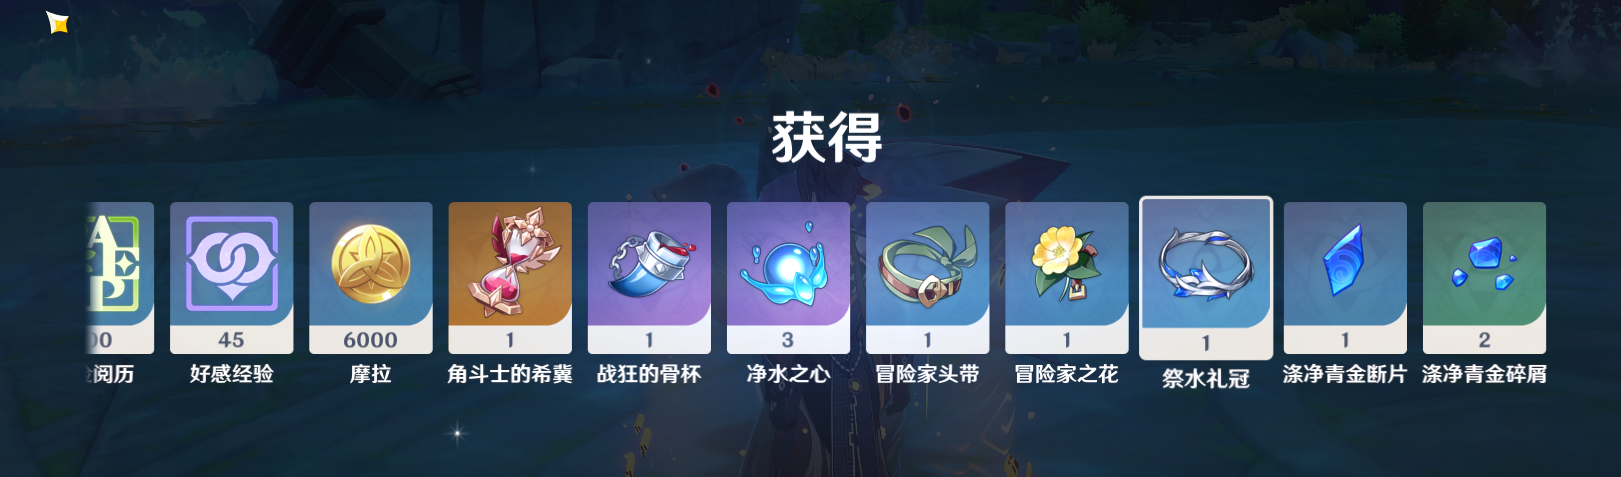 获得
00 45 6000 1 1 3 1 1 1 1 2
阅历 好感经验 摩拉 角斗士的希冀 战狂的骨杯 净水之心 冒险家头带 冒险家之花 祭水礼冠 涤净青金断片 涤净青金碎屑